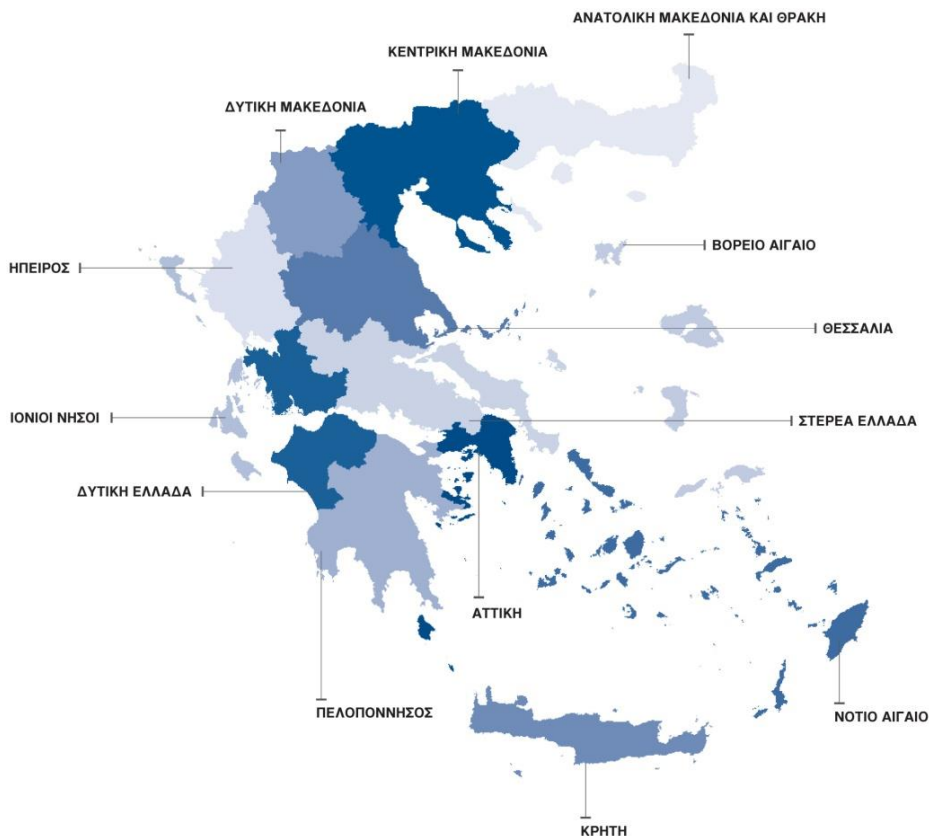 ΑΝΑΤΟΛΙΚΗ ΜΑΚΕΔΟΝΙΑ ΚΑΙ ΘΡΑΚΗ
ΚΕΝΤΡΙΚΗ ΜΑΚΕΔΟΝΙΑ
ΔΥΤΙΚΗ ΜΑΚΕΔΟΝΙΑ
ΒΟΡΕΙΟ ΑΙΓΑΙΟ
ΗΠΕΙΡΟΣ
ΘΕΣΣΑΛΙΑ
ΙΟΝΙΟΙ ΝΗΣΟΙ
ΣΤΕΡΕΑ ΕΛΛΑΔΑ
ΔΥΤΙΚΗ ΕΛΛΑΔΑ
ΑΤΤΙΚΗ
ΠΕΛΟΠΟΝΝΗΣΟΣ
ΝΟΤΙΟ ΑΙΓΑΙΟ
ΚΡΗΤΗ